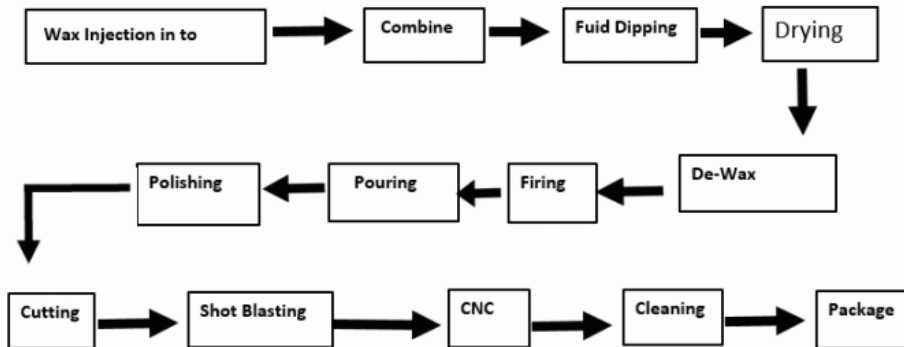 Wax Injection in to
Combine
Fuid Dipping
Drying
De-Wax
Firing
Pouring
Polishing
Cutting
Shot Blasting
CNC
Cleaning
Package